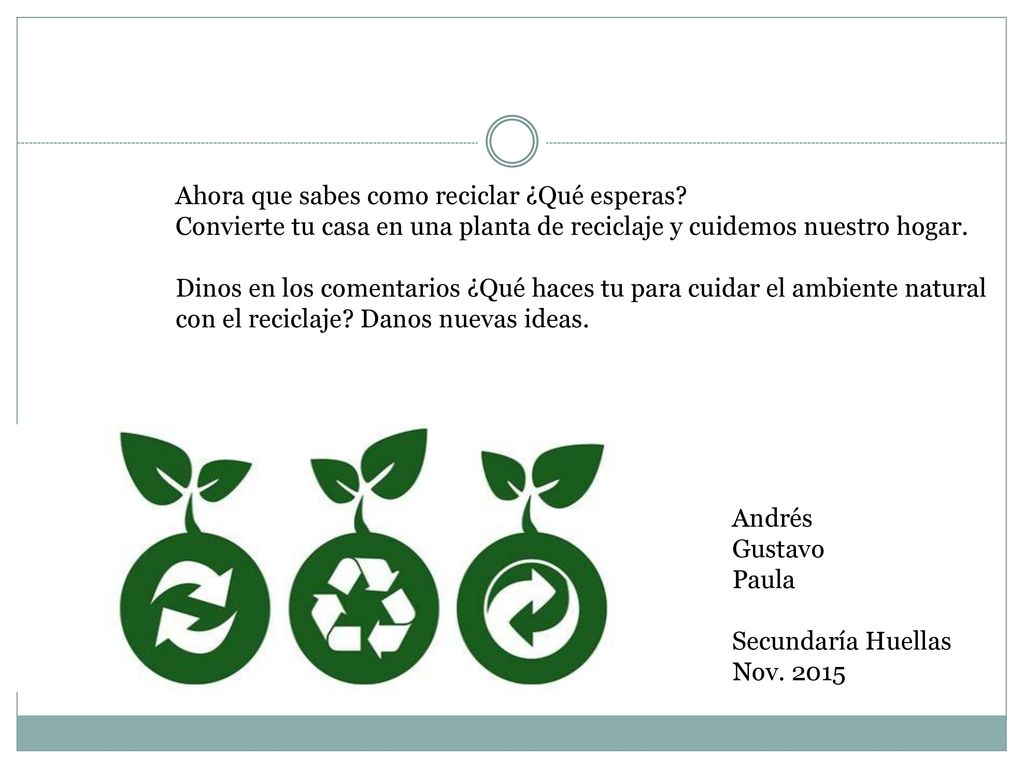 Ahora que sabes como reciclar ¿Qué esperas?
Convierte tu casa en una planta de reciclaje y cuidemos nuestro hogar.
Dinos en los comentarios ¿Qué haces tu para cuidar el ambiente natural
con el reciclaje? Danos nuevas ideas.
Andrés
Gustavo
Paula
Secundaría Huellas
Nov. 2015